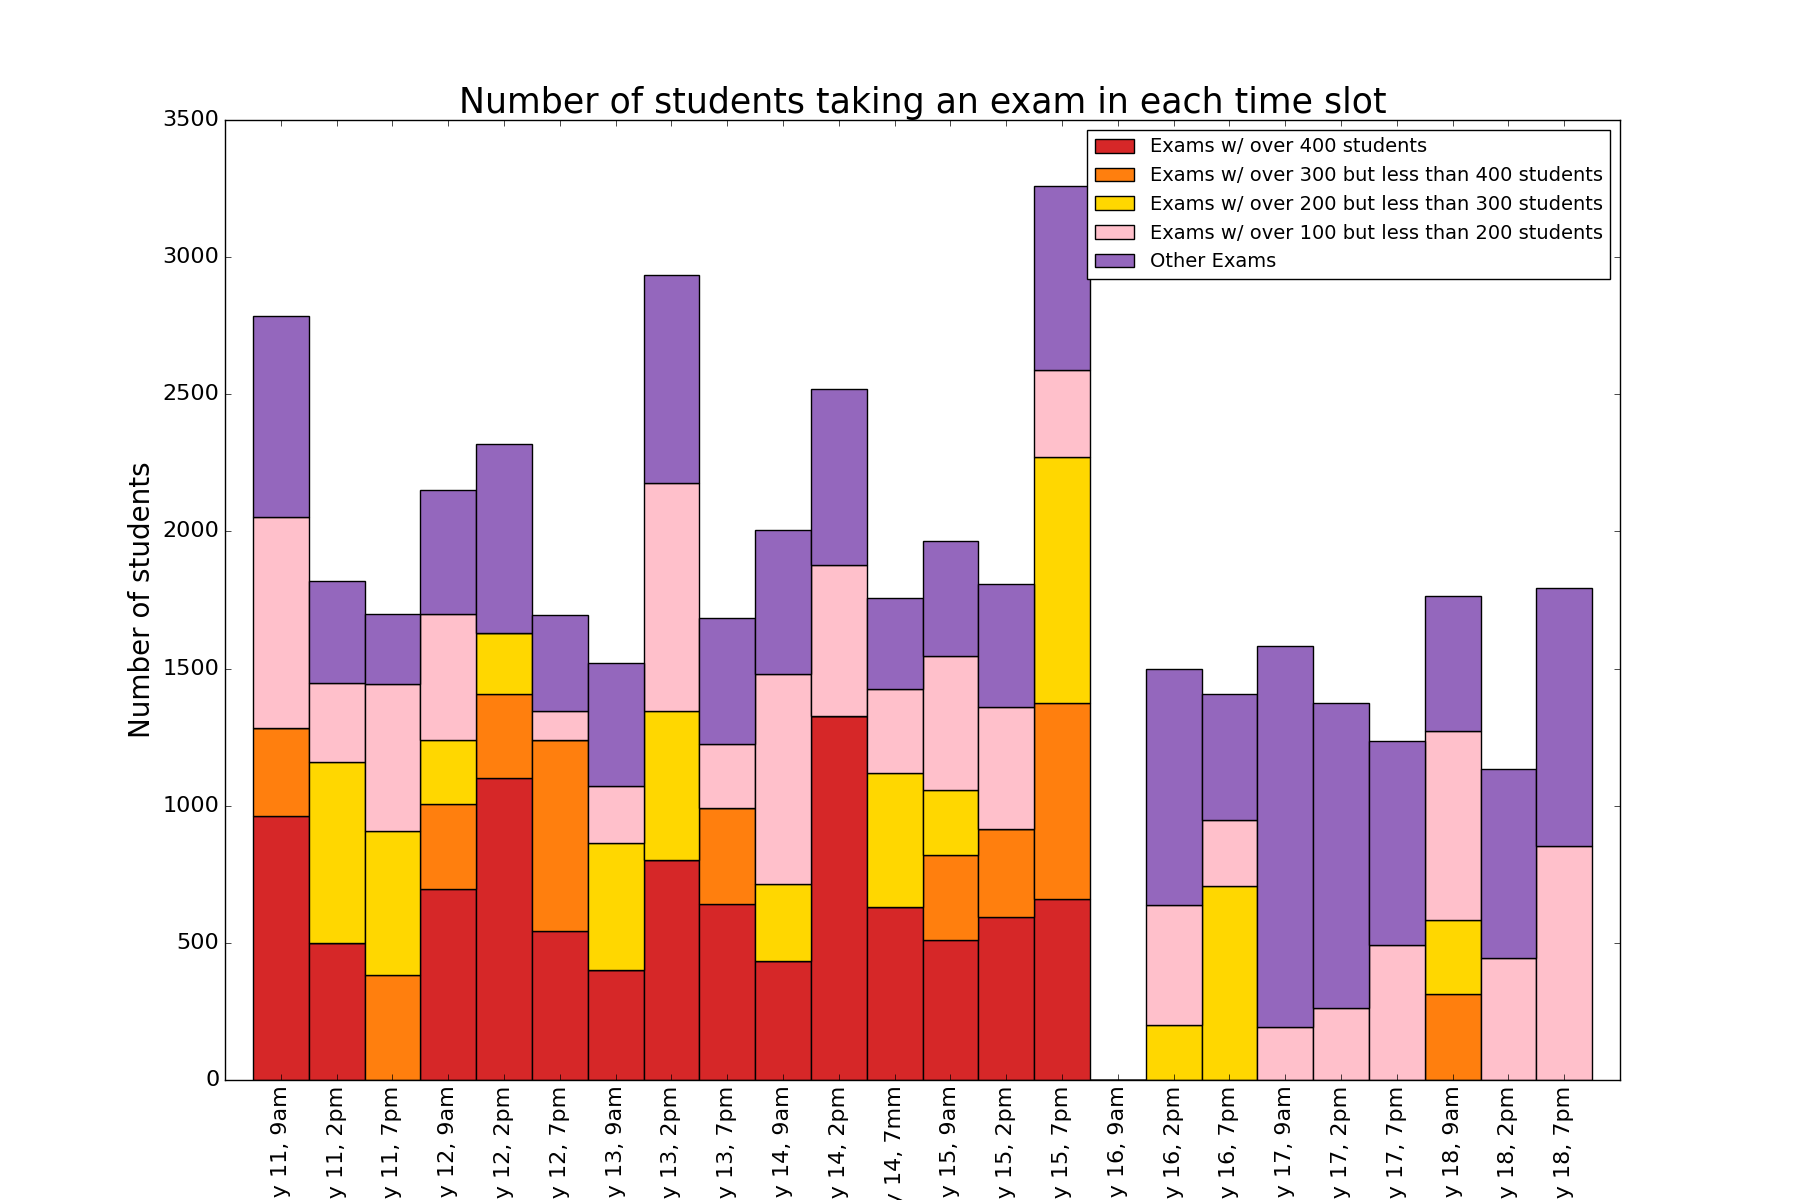 Number of students taking an exam in each time slot
Exams w/ over 400 students
Exams w/ over 300 but less than 400 students
Exams w/ over 200 but less than 300 students
Exams w/ over 100 but less than 200 students
Other Exams
Number of students
3500
3000
2500
2000
1500
1000
500
0
y 11, 9am
y 11, 2pm
y 11, 7pm
y 12, 9am
y 12, 2pm
y 12, 7pm
y 13, 9am
y 13, 2pm
y 13, 7pm
y 14, 9am
y 14, 2pm
y 14, 7mm
y 15, 9am
y 15, 2pm
y 15, 7pm
y 16, 9am
y 16, 2pm
y 16, 7pm
y 17, 9am
y 17, 2pm
y 17, 7pm
y 18, 9am
y 18, 2pm
y 18, 7pm